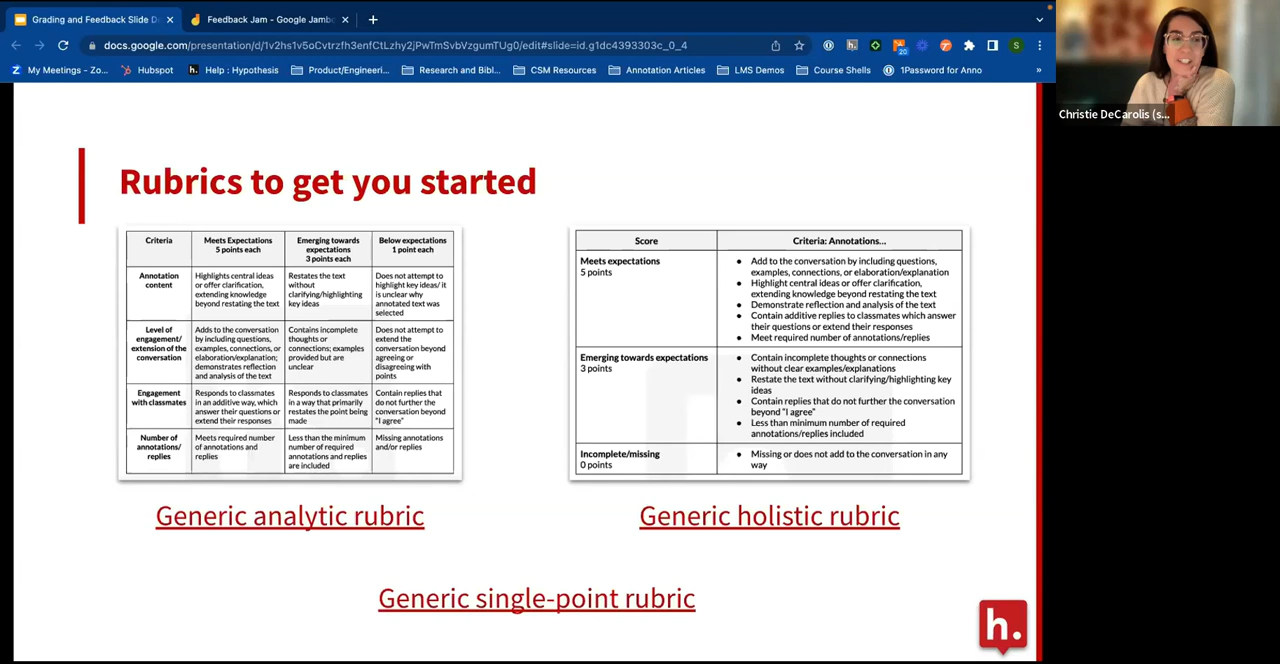 Grading and Feedback Slide D
Feedback Jam - Google Jambo
docs.google.com/presentation/d/1v2hs1v5oCvtrzfh3enfCtLzhy2jPwTmSvbVzgumTUg0/edit#slide=id.g1dc4393303c_0_4
20
S
My Meetings - Zo...
Hubspot
h.
Help : Hypothesis
Product/Engineeri...
Research and Bibl...
CSM Resources
Annotation Articles
LMS Demos
Course Shells
1Password for Anno
»
Christie DeCarolis (s...
Rubrics to get you started
Criteria
Meets Expectations
5 points each
Emerging towards
expectations
3 points each
Below expectations
1 point each
Annotation
content
Highlights central ideas
or offer clarification,
extending knowledge
beyond restating the text
Restates the text
without
clarifying/highlighting
key ideas
Does not attempt to
highlight key ideas/ it
is unclear why
annotated text was
selected
Level of
engagement/
extension of the
conversation
Adds to the conversation
by including questions,
examples, connections, or
elaboration/explanation;
demonstrates reflection
and analysis of the text
Contains incomplete
thoughts or
connections; examples
provided but are
unclear
Does not attempt to
extend the
conversation beyond
agreeing or
disagreeing with
points
Engagement
with classmates
Responds to classmates
in an additive way, which
answer their questions or
extend their responses
Responds to classmates
in a way that primarily
restates the point being
made
Contain replies that
do not further the
conversation beyond
"I agree"
Number of
annotations/
replies
Meets required number
of annotations and
replies
Less than the minimum
number of required
annotations and replies
are included
Missing annotations
and/or replies
Generic analytic rubric
Score
Criteria: Annotations...
Meets expectations
5 points
● Add to the conversation by including questions,
examples, connections, or elaboration/explanation
● Highlight central ideas or offer clarification,
extending knowledge beyond restating the text
● Demonstrate reflection and analysis of the text
● Contain additive replies to classmates which answer
their questions or extend their responses
● Meet required number of annotations/replies
Emerging towards expectations
3 points
● Contain incomplete thoughts or connections
without clear examples/explanations
● Restate the text without clarifying/highlighting key
ideas
● Contain replies that do not further the conversation
beyond "I agree"
● Less than minimum number of required
annotations/replies included
Incomplete/missing
0 points
● Missing or does not add to the conversation in any
way
Generic holistic rubric
Generic single-point rubric
h.